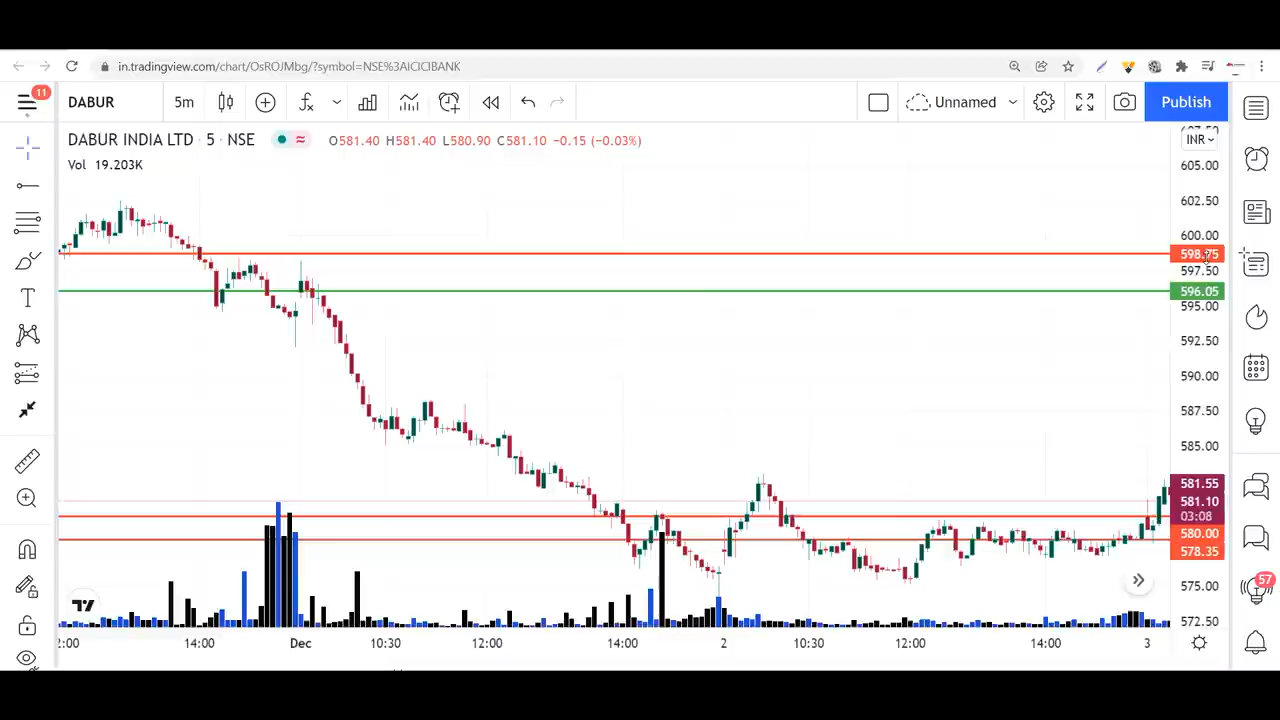 in.tradingview.com/chart/OsROJMbg/?symbol=NSE%3AICICIBANK
11
DABUR
5m
Unnamed
Publish
DABUR INDIA LTD · 5 · NSE
O581.40 H581.40 L580.90 C581.10 −0.15 (−0.03%)
Vol 19.203K
INR
605.00
602.50
600.00
598.75
597.50
596.05
595.00
592.50
590.00
587.50
585.00
581.55
581.10
03:08
580.00
578.35
575.00
572.50
57
2:00 14:00 Dec 10:30 12:00 14:00 2 10:30 12:00 14:00 3